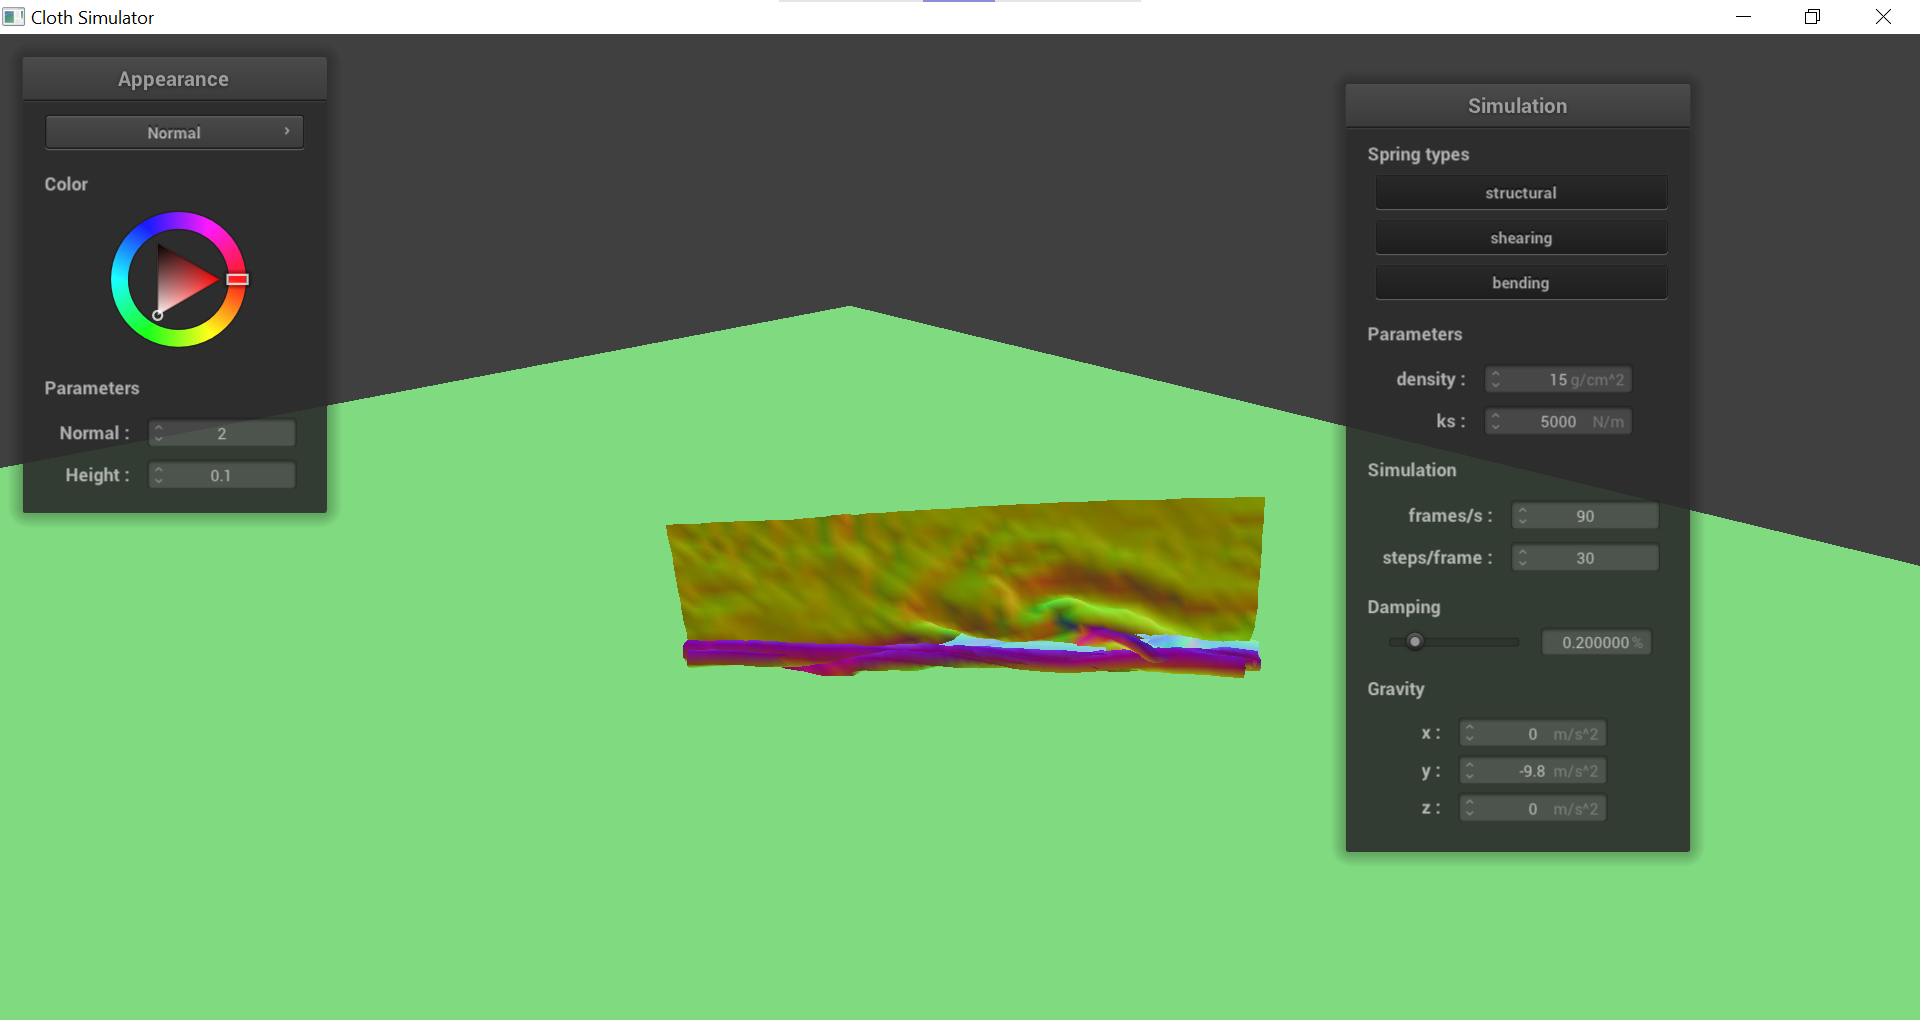 Cloth Simulator
Appearance
Normal
Color
Parameters
Normal : 2
Height : 0.1
Simulation
Spring types
structural
shearing
bending
Parameters
density : 15 g/cm^2
ks : 5000 N/m
Simulation
frames/s : 90
steps/frame : 30
Damping
0.200000 %
Gravity
x : 0 m/s^2
y : -9.8 m/s^2
z : 0 m/s^2